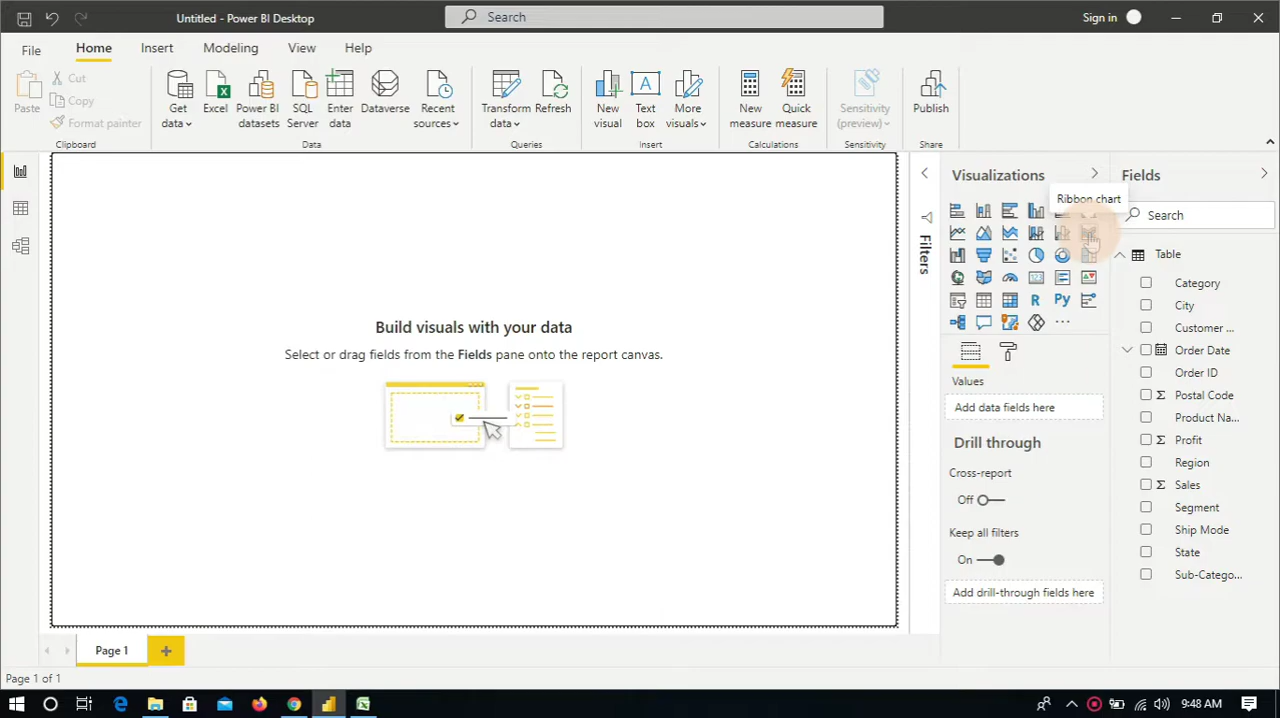 Untitled - Power BI Desktop
Search
Sign in
File
Home
Insert
Modeling
View
Help
Paste
Cut
Copy
Format painter
Clipboard
Get data
Excel
Power BI datasets
SQL Server
Enter data
Dataverse
Recent sources
Data
Transform data
Refresh
Queries
New visual
Text box
More visuals
Insert
New measure
Quick measure
Calculations
Sensitivity (preview)
Sensitivity
Publish
Share
Build visuals with your data
Select or drag fields from the Fields pane onto the report canvas.
Filters
Visualizations
Ribbon chart
R
Py
Values
Add data fields here
Drill through
Cross-report
Off
Keep all filters
On
Add drill-through fields here
Fields
Search
Table
Category
City
Customer ...
Order Date
Order ID
Σ Postal Code
Product Na...
Σ Profit
Region
Σ Sales
Segment
Ship Mode
State
Sub-Catego...
Page 1
Page 1 of 1
9:48 AM